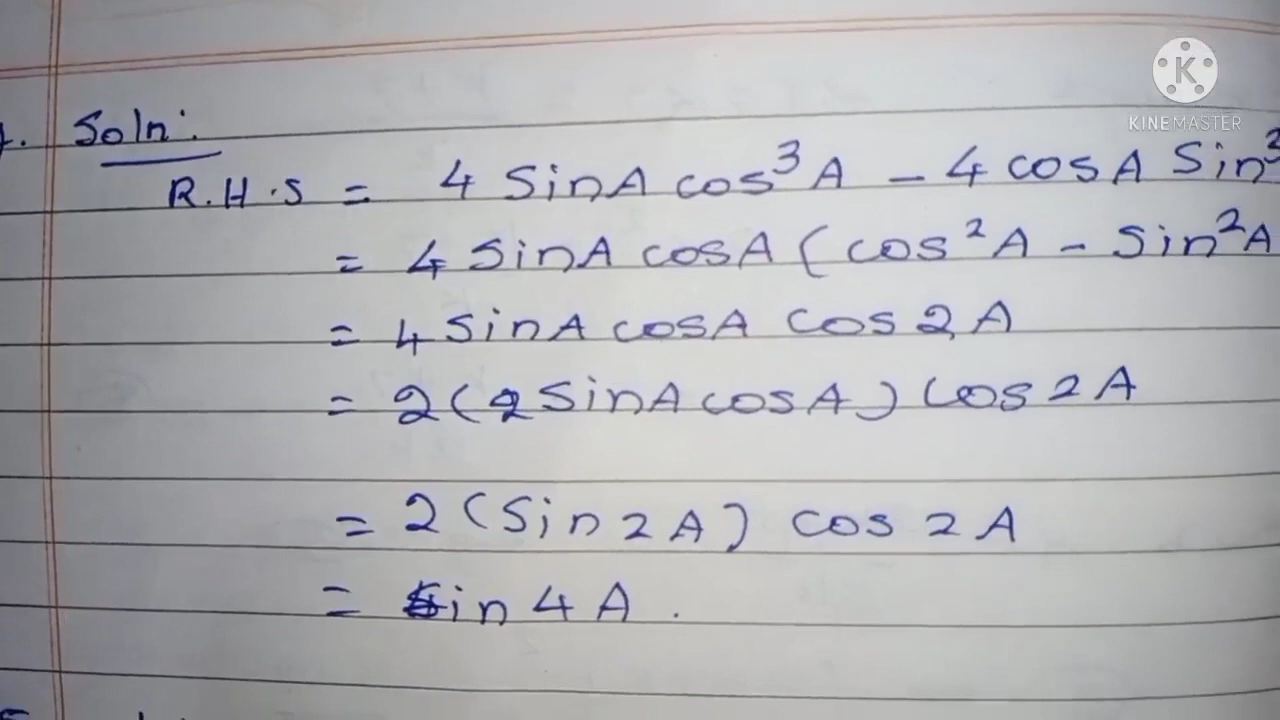 Soln:
KINEMASTER
R.H.S = 4 SinA cos³A - 4 cosA Sin³
= 4 SinA cosA (cos²A - Sin²A
= 4 SinA cosA cos 2A
= 2(2SinA cosA) cos 2A
= 2 (Sin 2A) cos 2A
= Sin 4A.